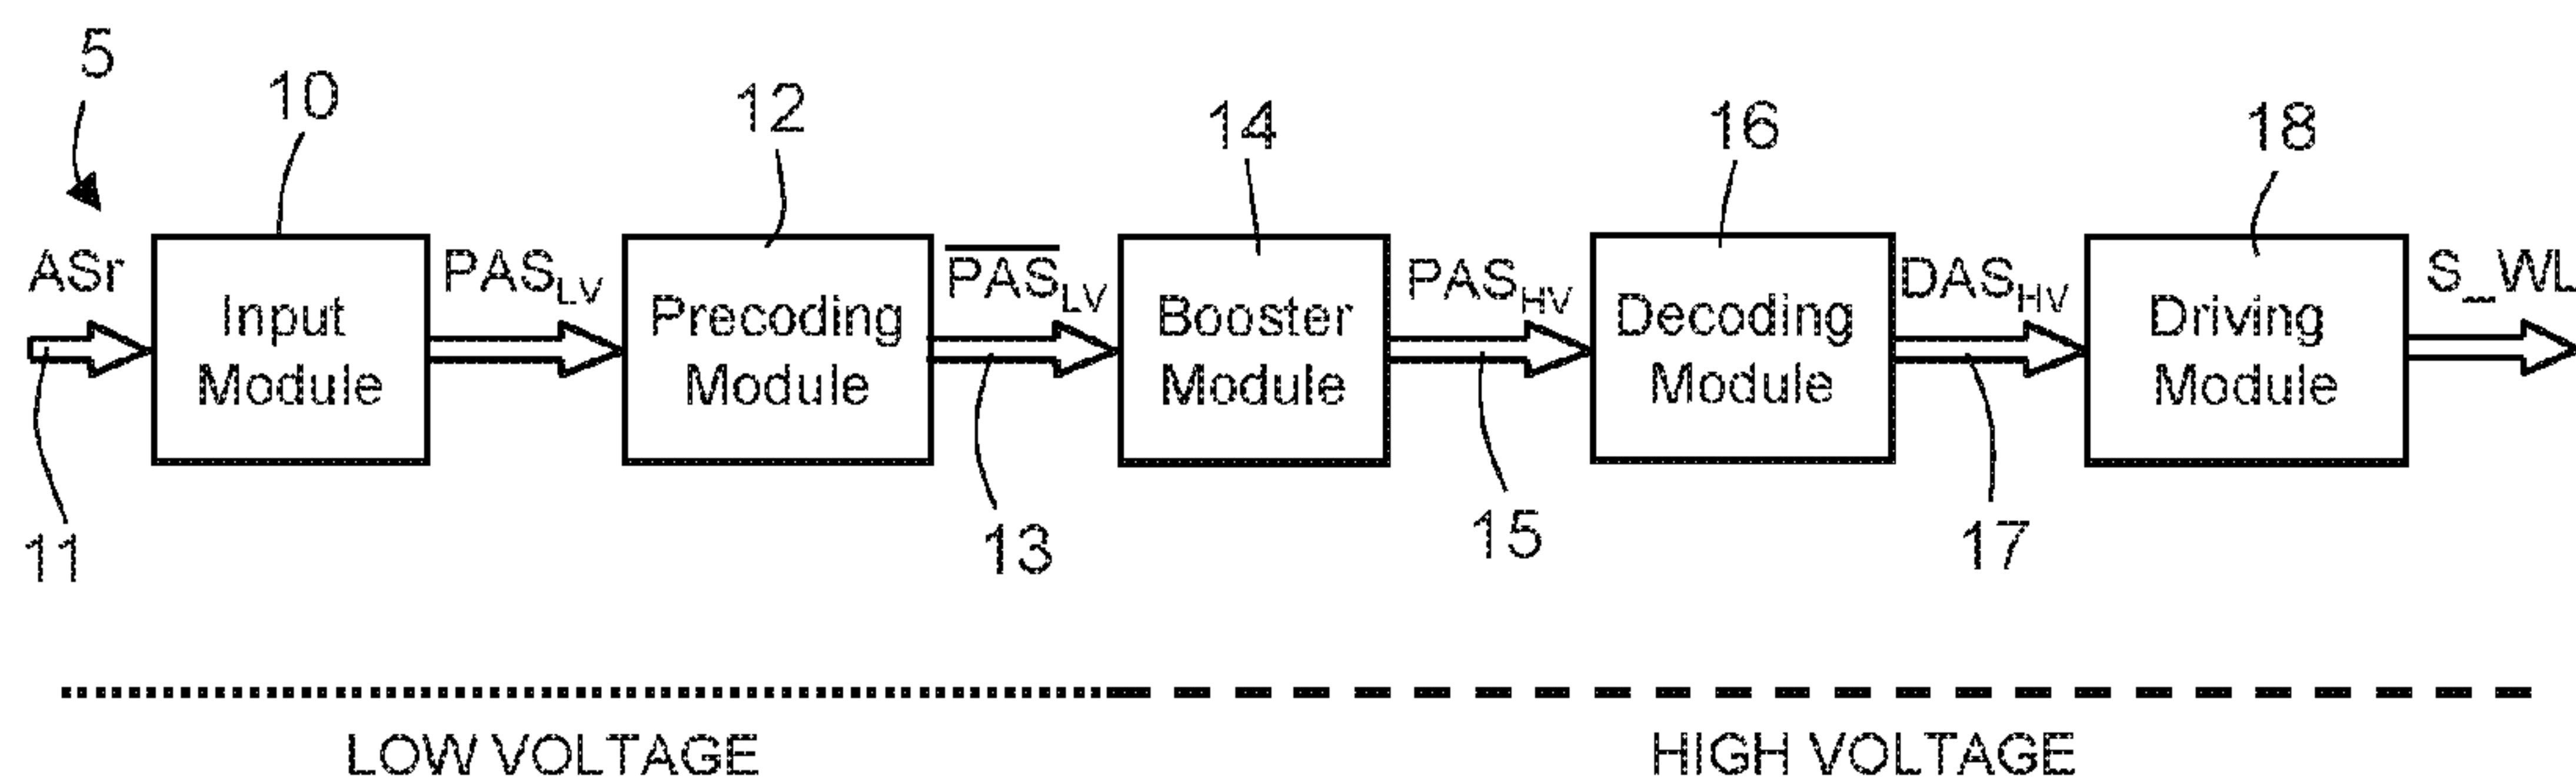 5
10
12
14
16
18
ASr
PAS_LV
P̅A̅S̅_LV
PAS_HV
DAS_HV
S_WL
Input
Module
Precoding
Module
Booster
Module
Decoding
Module
Driving
Module
11
13
15
17
LOW VOLTAGE
HIGH VOLTAGE